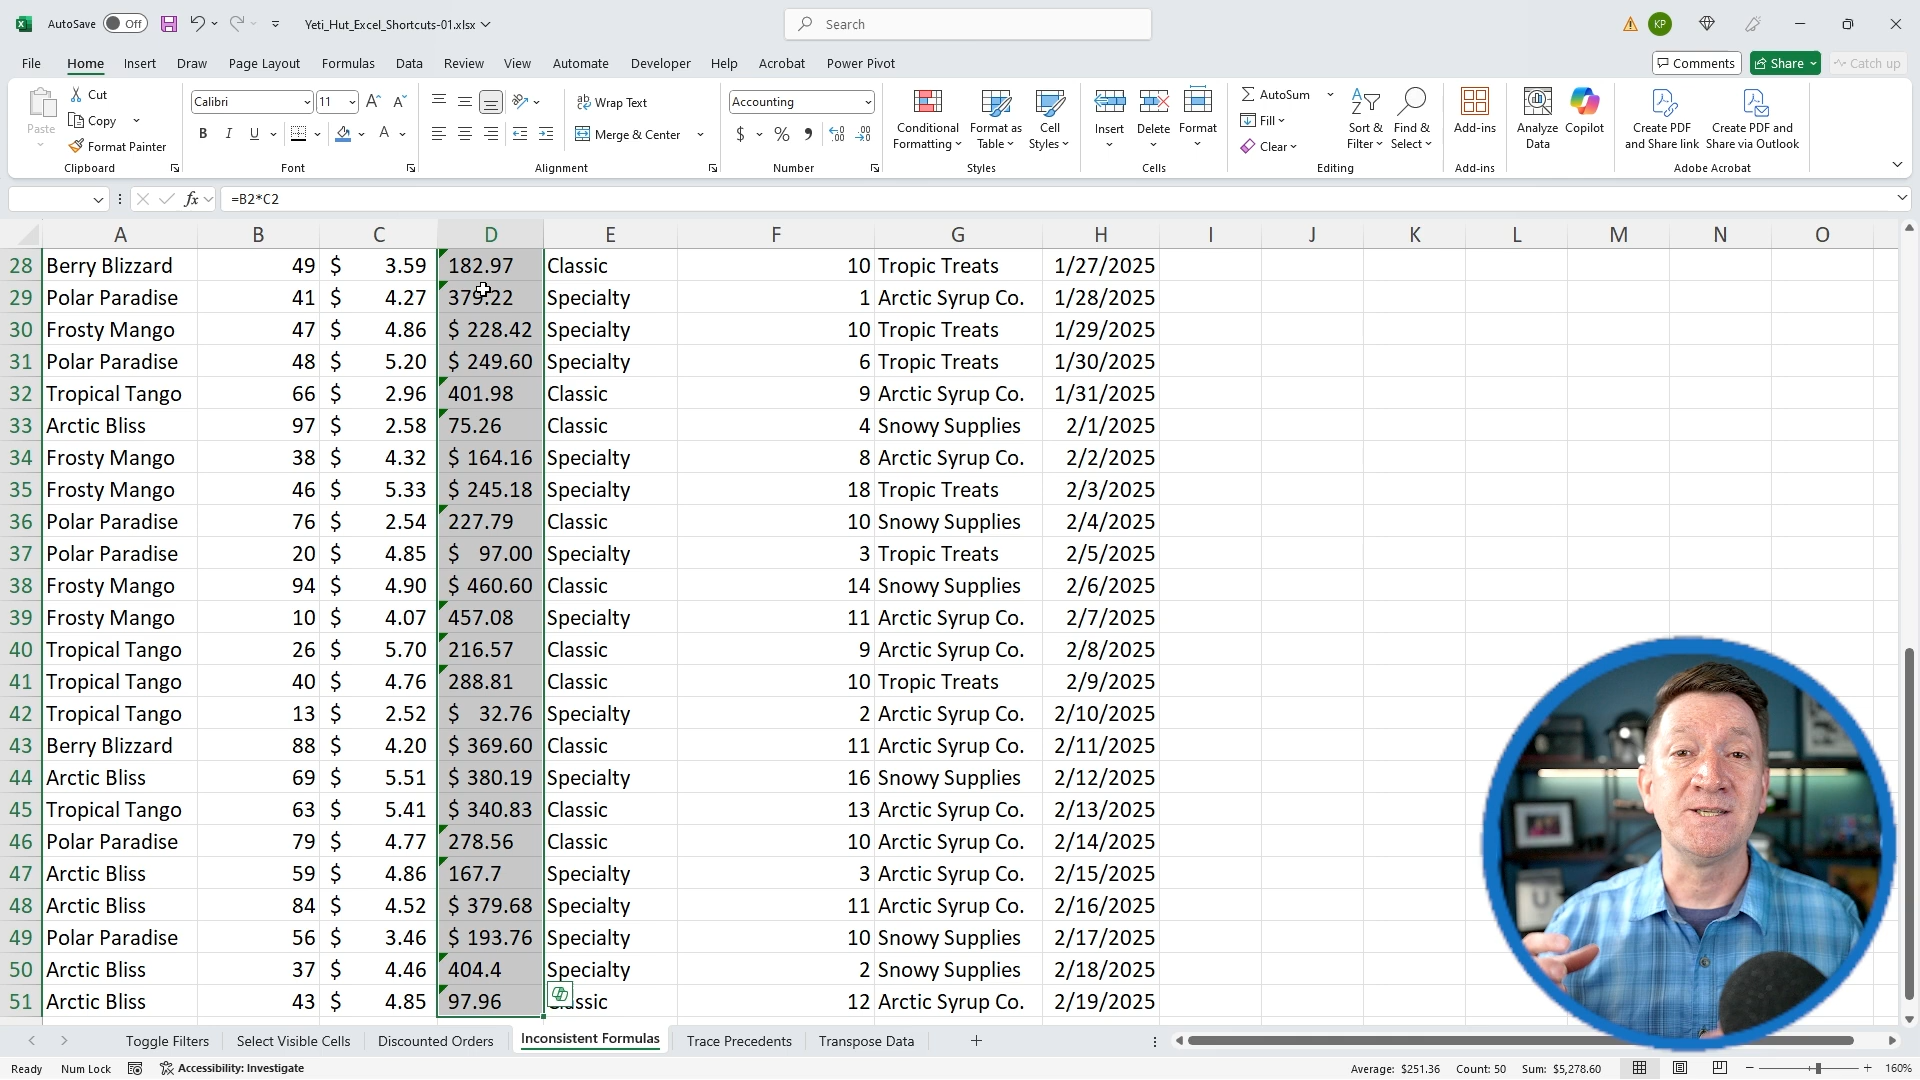 AutoSave Off Yeti_Hut_Excel_Shortcuts-01.xlsx Search KP
File Home Insert Draw Page Layout Formulas Data Review View Automate Developer Help Acrobat Power Pivot Comments Share Catch up
Paste Cut Copy Format Painter Clipboard
Calibri 11 B I U A Font
Wrap Text Merge & Center Alignment
Accounting $ % Number
Conditional Formatting Format as Table Cell Styles Styles
Insert Delete Format Cells
AutoSum Fill Clear Sort & Filter Find & Select Editing
Add-ins Add-ins
Analyze Data Copilot
Create PDF and Share link Create PDF and Share via Outlook Adobe Acrobat
fx =B2*C2
A B C D E F G H I J K L M N O
28 Berry Blizzard 49 $ 3.59 182.97 Classic 10 Tropic Treats 1/27/2025
29 Polar Paradise 41 $ 4.27 379.22 Specialty 1 Arctic Syrup Co. 1/28/2025
30 Frosty Mango 47 $ 4.86 $ 228.42 Specialty 10 Tropic Treats 1/29/2025
31 Polar Paradise 48 $ 5.20 $ 249.60 Specialty 6 Tropic Treats 1/30/2025
32 Tropical Tango 66 $ 2.96 401.98 Classic 9 Arctic Syrup Co. 1/31/2025
33 Arctic Bliss 97 $ 2.58 75.26 Classic 4 Snowy Supplies 2/1/2025
34 Frosty Mango 38 $ 4.32 $ 164.16 Specialty 8 Arctic Syrup Co. 2/2/2025
35 Frosty Mango 46 $ 5.33 $ 245.18 Specialty 18 Tropic Treats 2/3/2025
36 Polar Paradise 76 $ 2.54 227.79 Classic 10 Snowy Supplies 2/4/2025
37 Polar Paradise 20 $ 4.85 $ 97.00 Specialty 3 Tropic Treats 2/5/2025
38 Frosty Mango 94 $ 4.90 $ 460.60 Classic 14 Snowy Supplies 2/6/2025
39 Frosty Mango 10 $ 4.07 457.08 Specialty 11 Arctic Syrup Co. 2/7/2025
40 Tropical Tango 26 $ 5.70 216.57 Classic 9 Arctic Syrup Co. 2/8/2025
41 Tropical Tango 40 $ 4.76 288.81 Classic 10 Tropic Treats 2/9/2025
42 Tropical Tango 13 $ 2.52 $ 32.76 Specialty 2 Arctic Syrup Co. 2/10/2025
43 Berry Blizzard 88 $ 4.20 $ 369.60 Classic 11 Arctic Syrup Co. 2/11/2025
44 Arctic Bliss 69 $ 5.51 $ 380.19 Specialty 16 Snowy Supplies 2/12/2025
45 Tropical Tango 63 $ 5.41 $ 340.83 Classic 13 Arctic Syrup Co. 2/13/2025
46 Polar Paradise 79 $ 4.77 278.56 Classic 10 Arctic Syrup Co. 2/14/2025
47 Arctic Bliss 59 $ 4.86 167.7 Specialty 3 Arctic Syrup Co. 2/15/2025
48 Arctic Bliss 84 $ 4.52 $ 379.68 Specialty 11 Arctic Syrup Co. 2/16/2025
49 Polar Paradise 56 $ 3.46 $ 193.76 Specialty 10 Snowy Supplies 2/17/2025
50 Arctic Bliss 37 $ 4.46 404.4 Specialty 2 Snowy Supplies 2/18/2025
51 Arctic Bliss 43 $ 4.85 97.96 ssic 12 Arctic Syrup Co. 2/19/2025
Toggle Filters Select Visible Cells Discounted Orders Inconsistent Formulas Trace Precedents Transpose Data
Ready Num Lock Accessibility: Investigate Average: $251.36 Count: 50 Sum: $5,278.60 160%